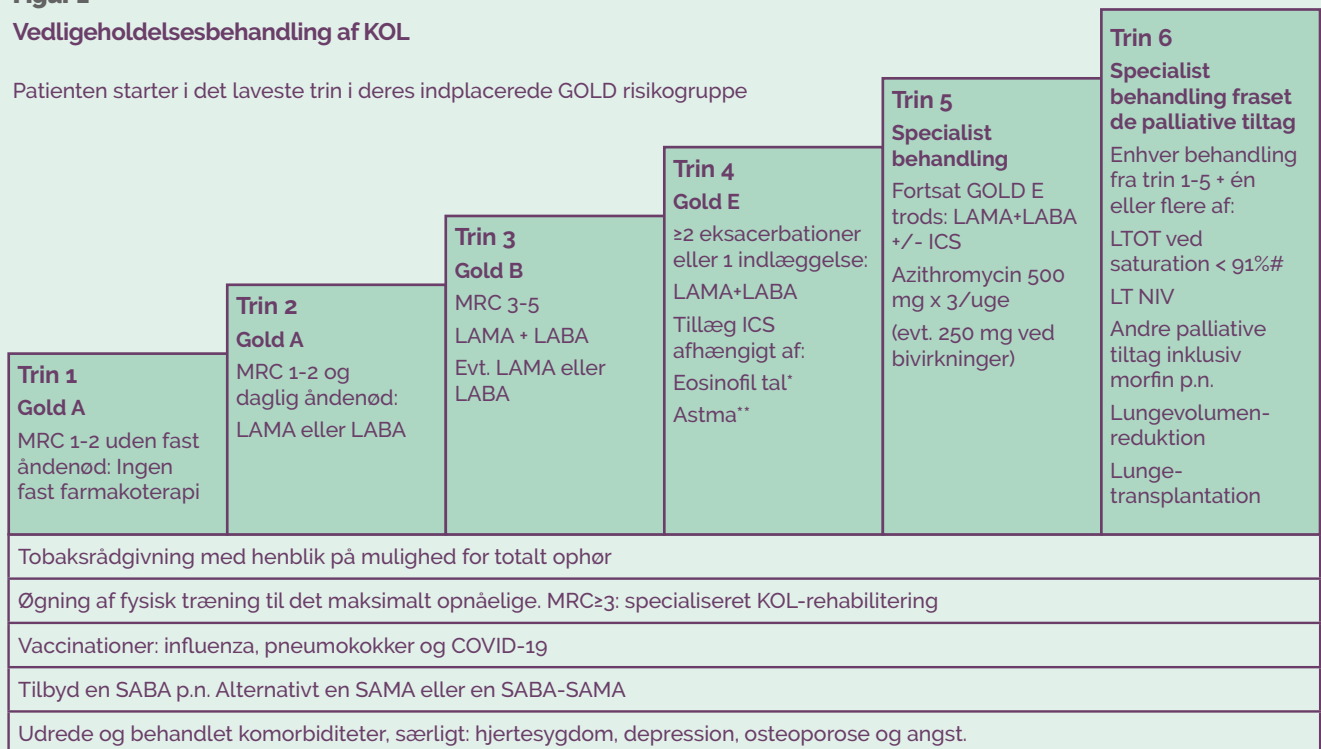 Vedligeholdelsesbehandling af KOL
Patienten starter i det laveste trin i deres indplacerede GOLD risikogruppe
Trin 1
Gold A
MRC 1-2 uden fast
åndenød: Ingen
fast farmakoterapi
Trin 2
Gold A
MRC 1-2 og
daglig åndenød:
LAMA eller LABA
Trin 3
Gold B
MRC 3-5
LAMA + LABA
Evt. LAMA eller
LABA
Trin 4
Gold E
≥2 eksacerbationer
eller 1 indlæggelse:
LAMA+LABA
Tillæg ICS
afhængigt af:
Eosinofil tal*
Astma**
Trin 5
Specialist
behandling
Fortsat GOLD E
trods: LAMA+LABA
+/- ICS
Azithromycin 500
mg x 3/uge
(evt. 250 mg ved
bivirkninger)
Trin 6
Specialist
behandling fraset
de palliative tiltag
Enhver behandling
fra trin 1-5 + én
eller flere af:
LTOT ved
saturation < 91%#
LT NIV
Andre palliative
tiltag inklusiv
morfin p.n.
Lungevolumen-
reduktion
Lunge-
transplantation
Tobaksrådgivning med henblik på mulighed for totalt ophør
Øgning af fysisk træning til det maksimalt opnåelige. MRC≥3: specialiseret KOL-rehabilitering
Vaccinationer: influenza, pneumokokker og COVID-19
Tilbyd en SABA p.n. Alternativt en SAMA eller en SABA-SAMA
Udrede og behandlet komorbiditeter, særligt: hjertesygdom, depression, osteoporose og angst.